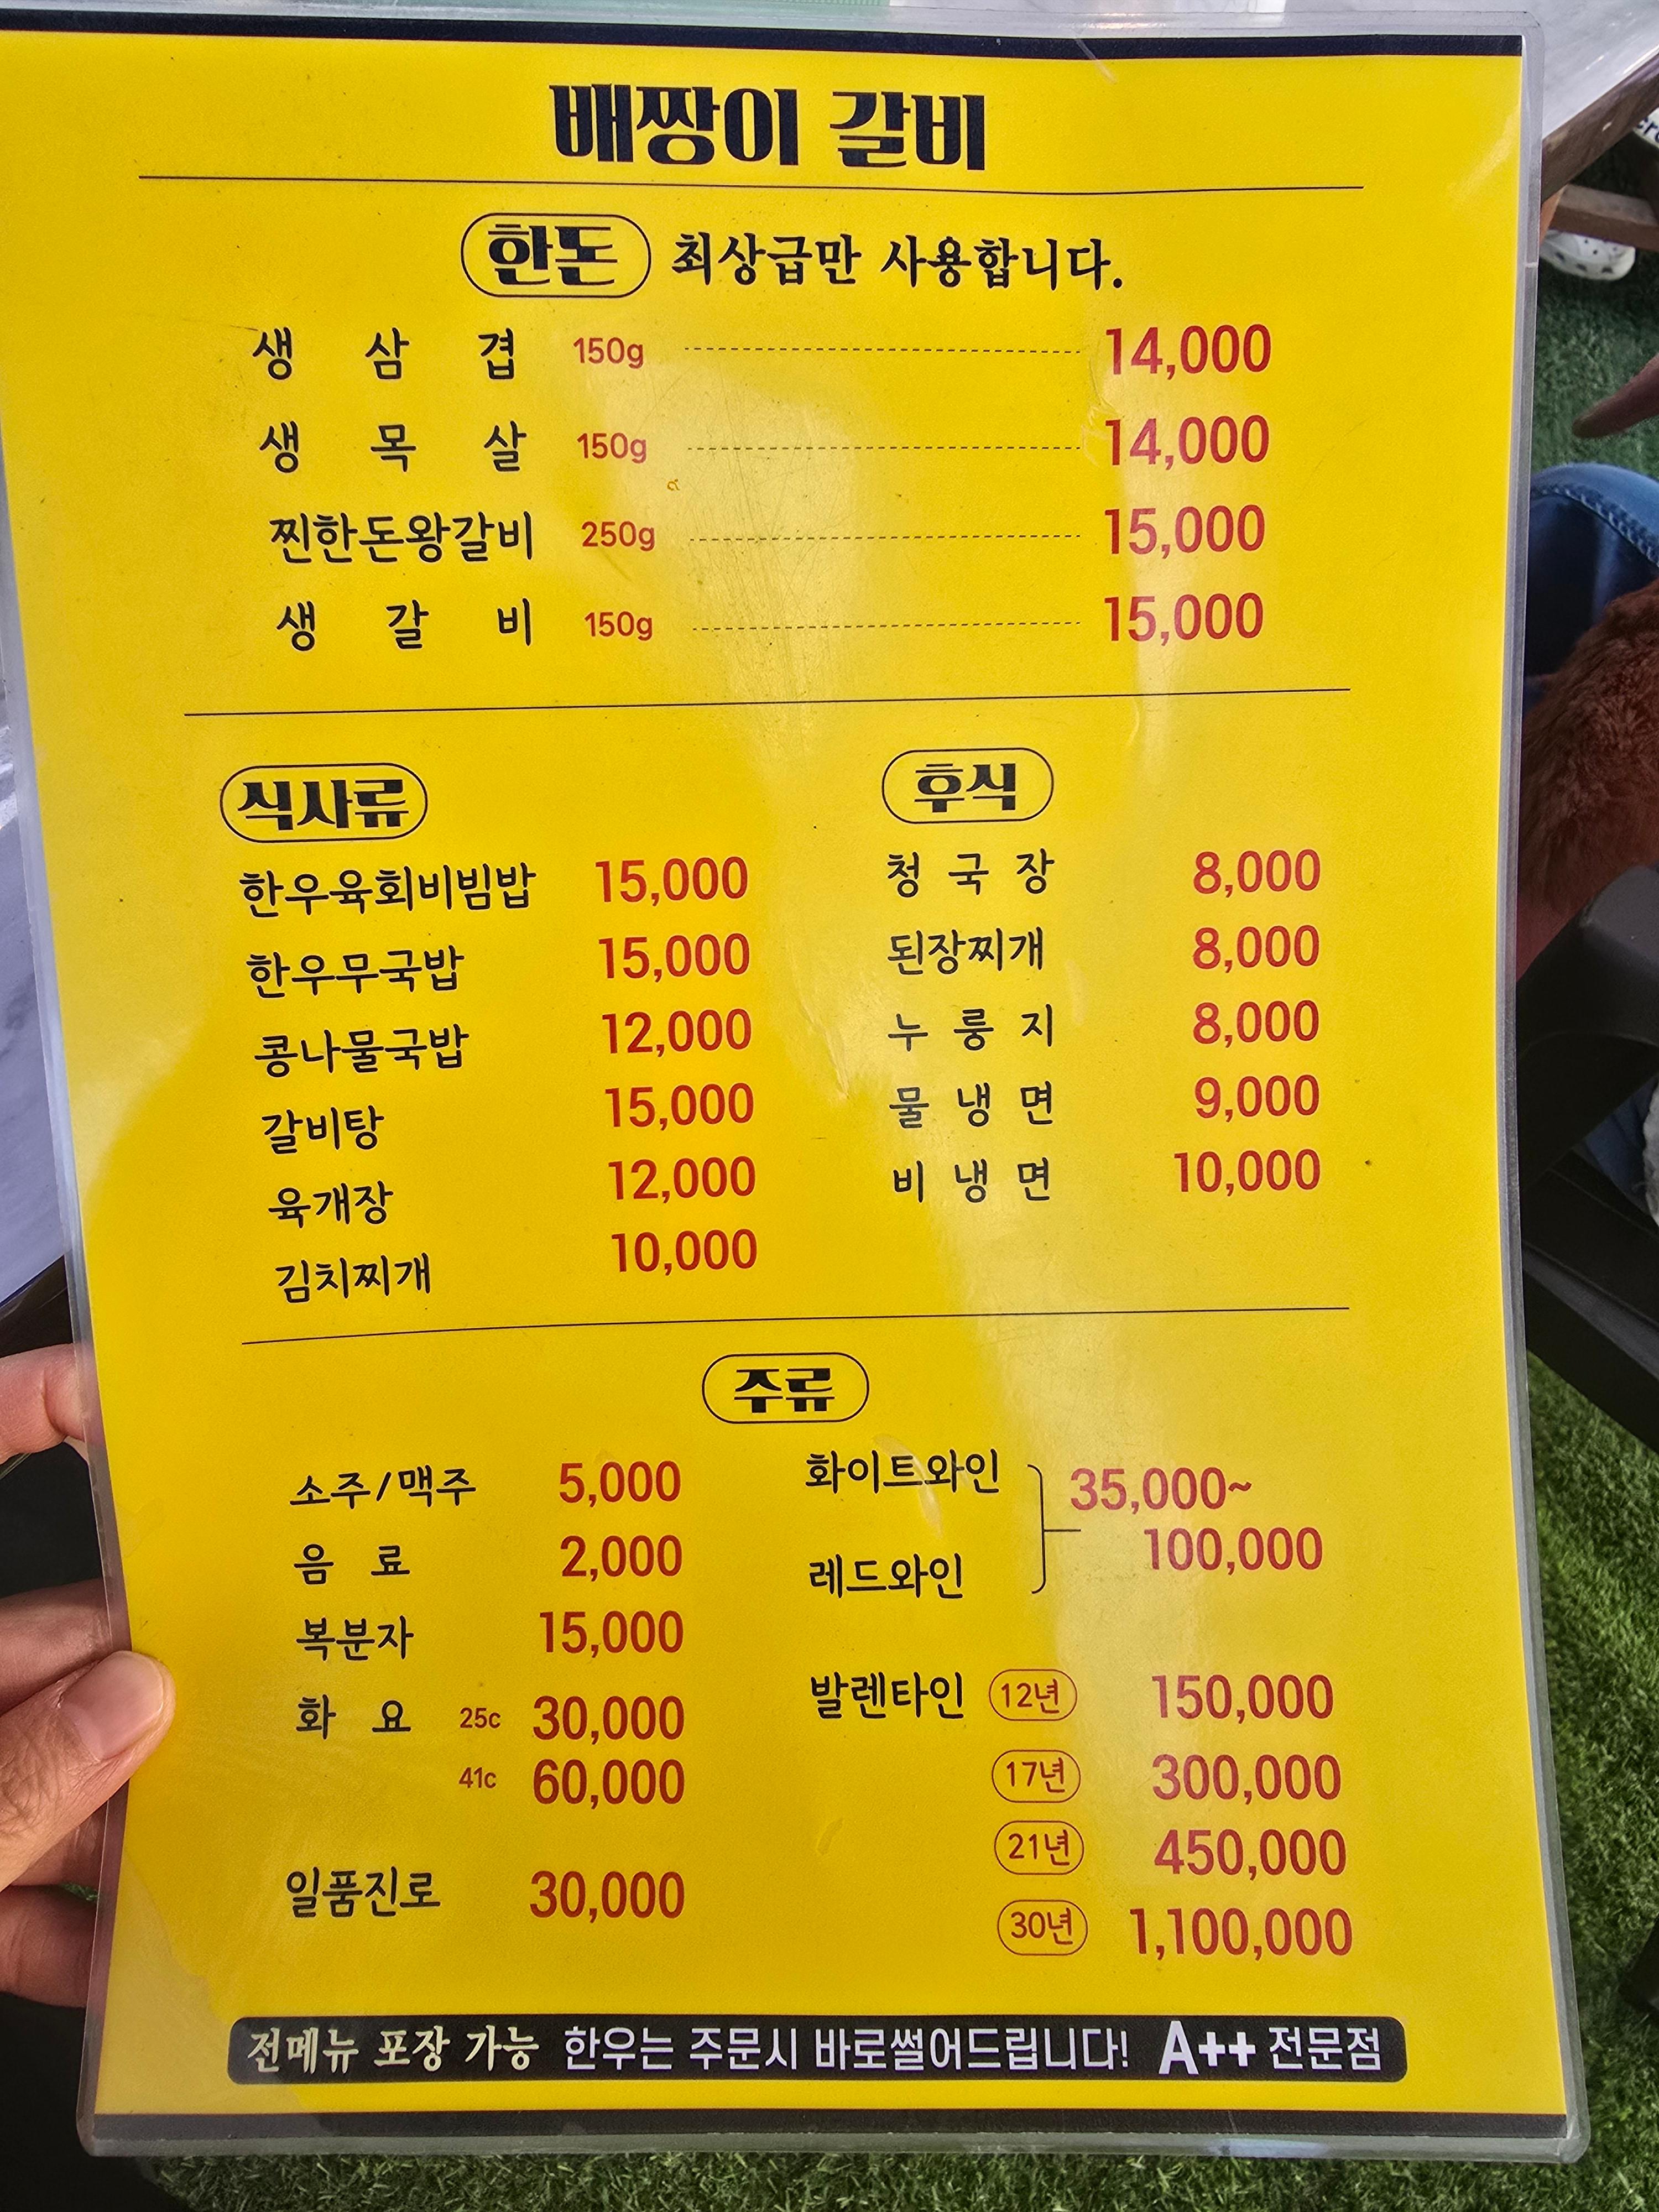 배짱이 갈비
한돈 최상급만 사용합니다.
생 삼 겹 150g 14,000
생 목 살 150g 14,000
찐한돈왕갈비 250g 15,000
생 갈 비 150g 15,000
식사류
한우육회비빔밥 15,000
한우무국밥 15,000
콩나물국밥 12,000
갈비탕 15,000
육개장 12,000
김치찌개 10,000
후식
청 국 장 8,000
된장찌개 8,000
누 룽 지 8,000
물 냉 면 9,000
비 냉 면 10,000
주류
소주/맥주 5,000
음 료 2,000
복분자 15,000
화 요 25c 30,000
41c 60,000
일품진로 30,000
화이트와인 35,000~
100,000
레드와인
발렌타인 12년 150,000
17년 300,000
21년 450,000
30년 1,100,000
전메뉴 포장 가능 한우는 주문시 바로썰어드립니다! A++ 전문점